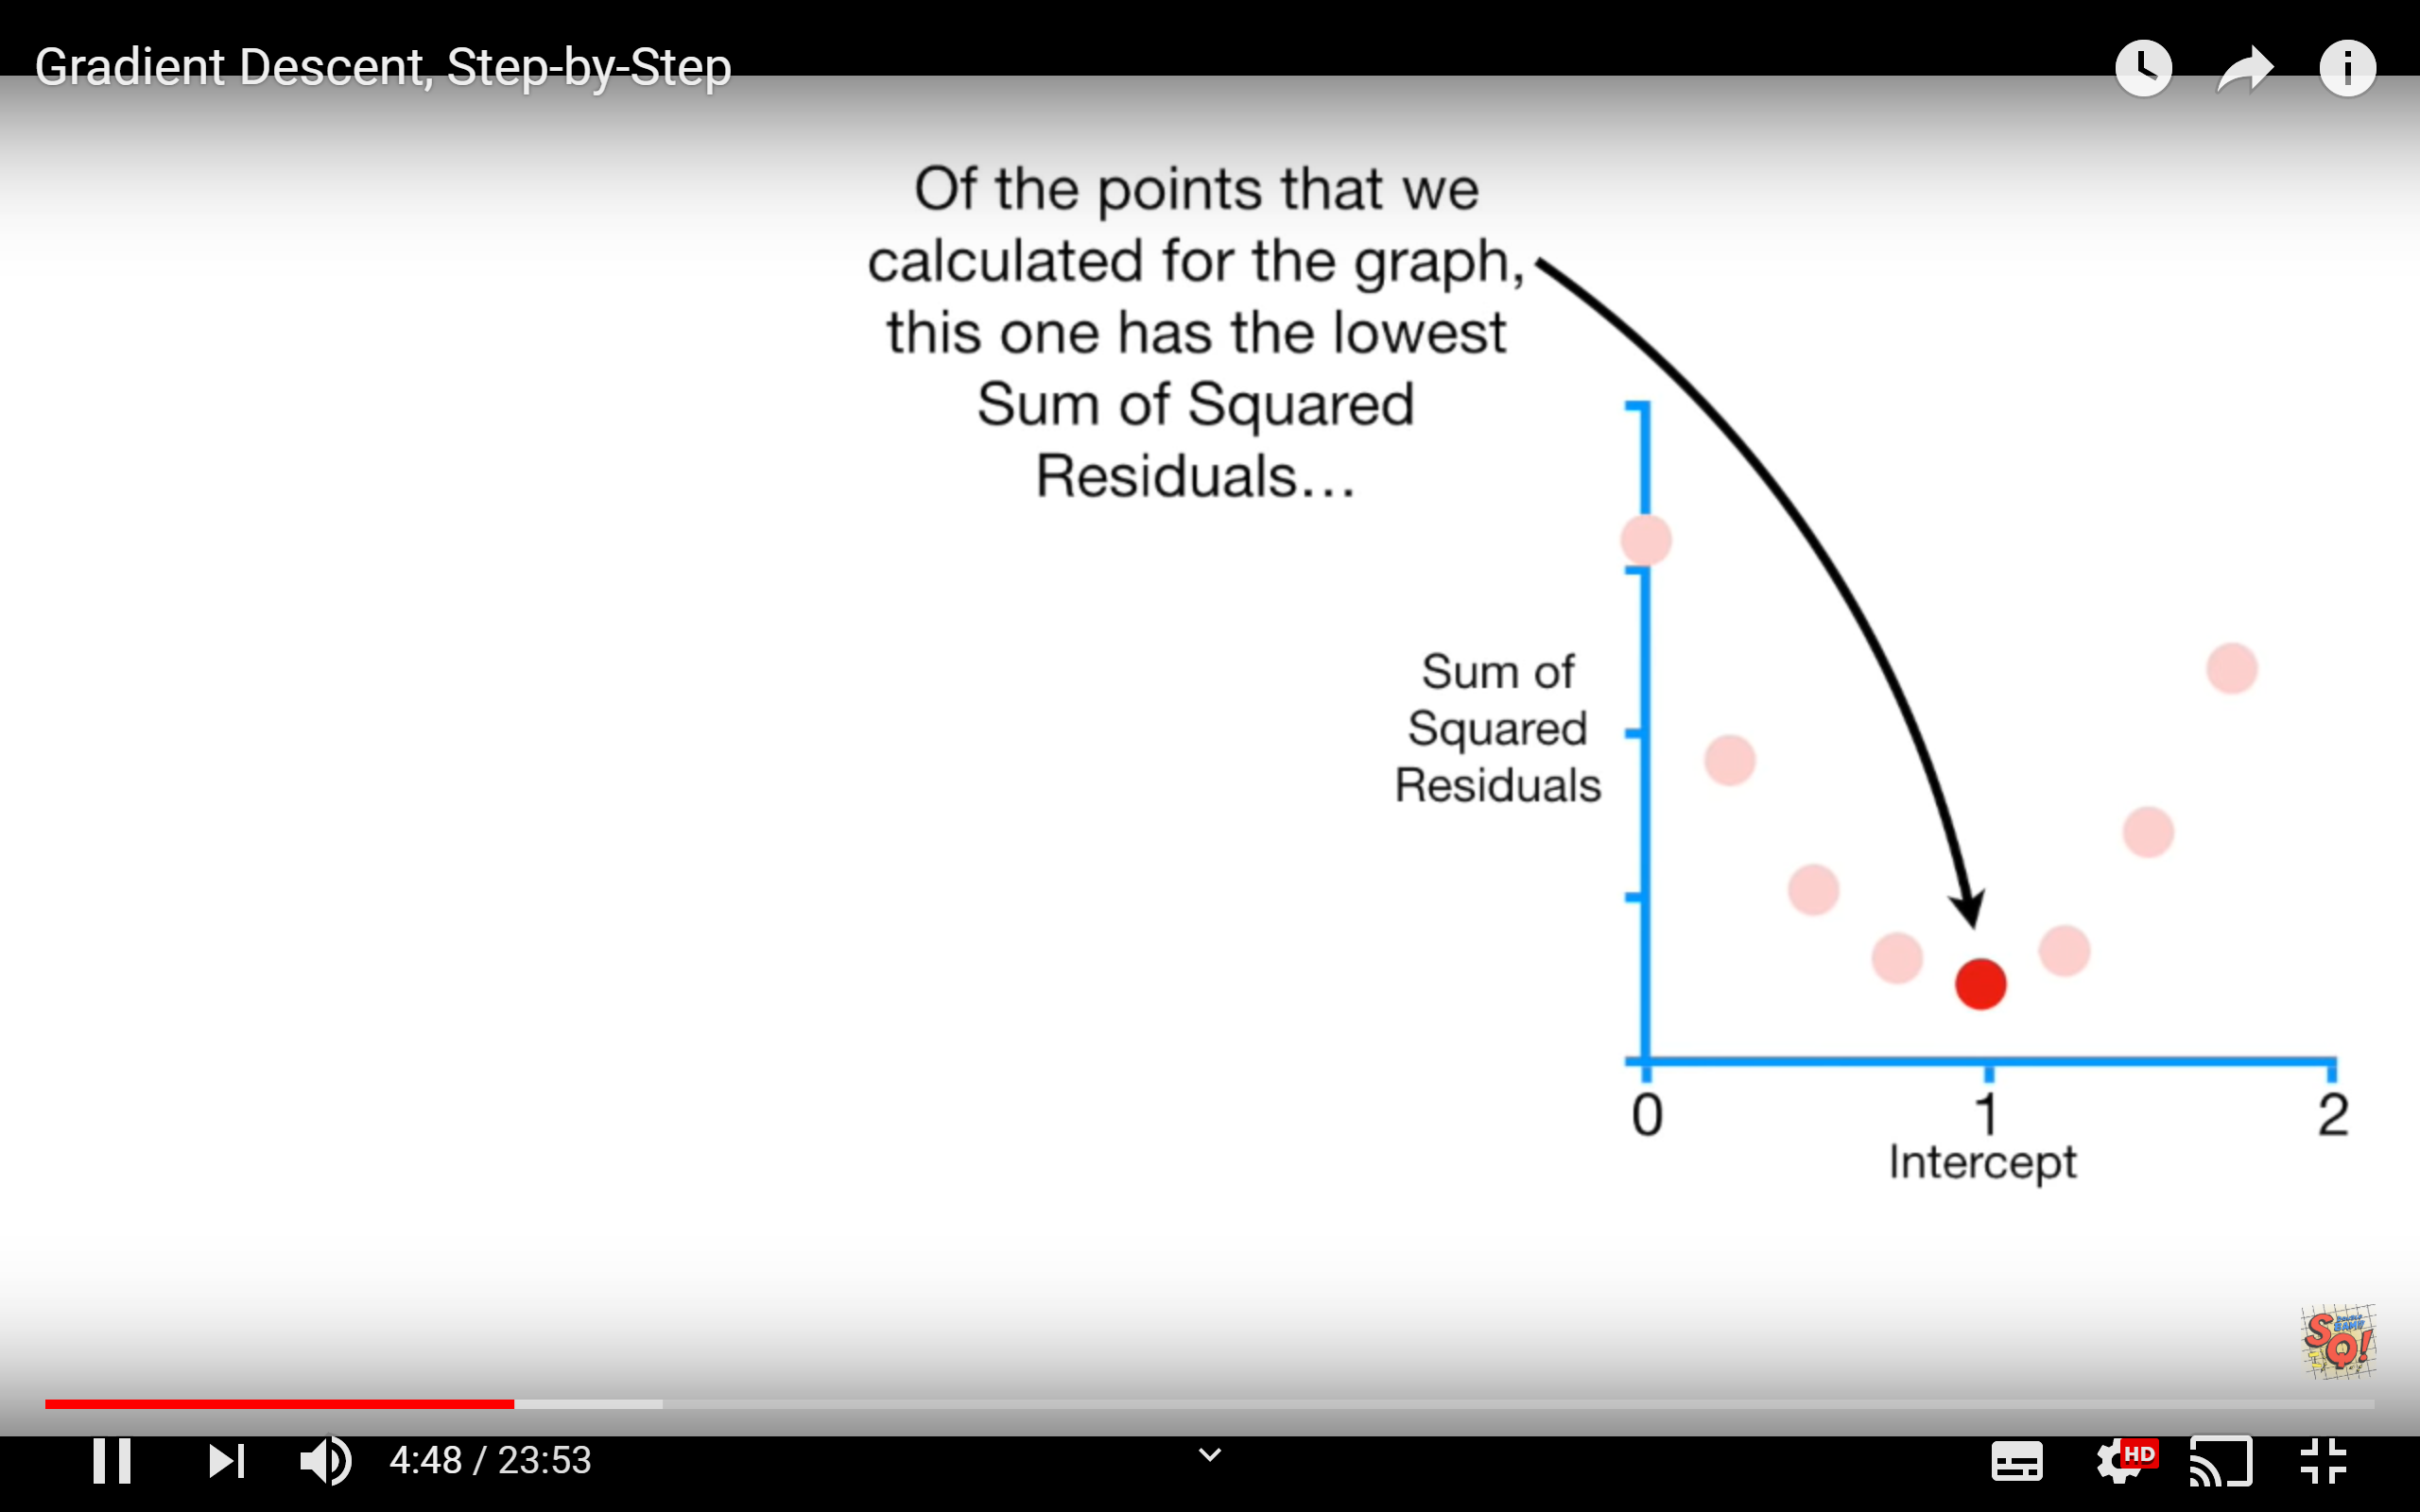 Gradient Descent, Step-by-Step
Of the points that we
calculated for the graph,
this one has the lowest
Sum of Squared
Residuals…
Sum of
Squared
Residuals
0
1
2
Intercept
SQ!
4:48 / 23:53
HD